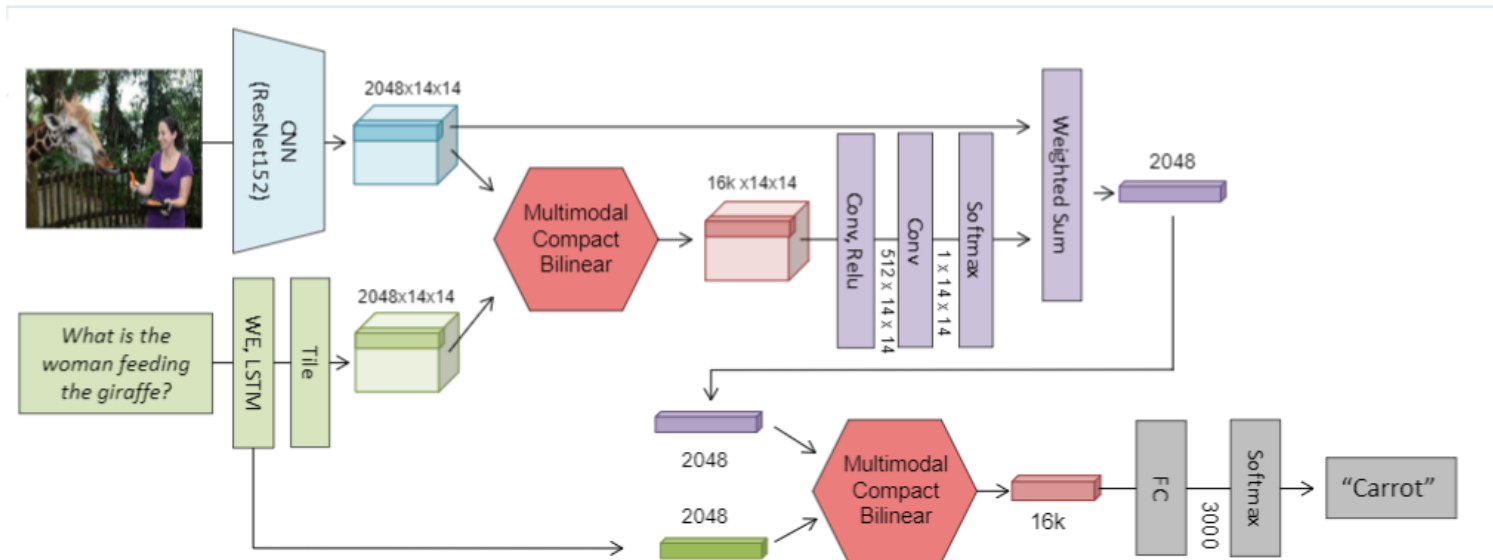 CNN
(ResNet152)
2048x14x14
16k x14x14
Multimodal
Compact
Bilinear
Conv, Relu
512 x 14 x 14
Conv
1 x 14 x 14
Softmax
Weighted Sum
2048
What is the
woman feeding
the giraffe?
WE, LSTM
Tile
2048x14x14
2048
2048
Multimodal
Compact
Bilinear
16k
FC
3000
Softmax
“Carrot”